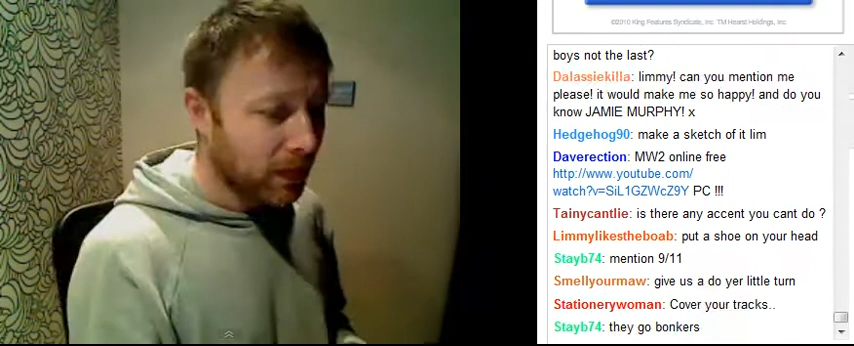 ©2010 King Features Syndicate, Inc. TM Hearst Holdings, Inc
boys not the last?
Dalassiekilla: limmy! can you mention me
please! it would make me so happy! and do you
know JAMIE MURPHY! x
Hedgehog90: make a sketch of it lim
Daverection: MW2 online free
http://www.youtube.com/
watch?v=SiL1GZWcZ9Y PC !!!
Tainycantlie: is there any accent you cant do ?
Limmylikestheboab: put a shoe on your head
Stayb74: mention 9/11
Smellyourmaw: give us a do yer little turn
Stationerywoman: Cover your tracks..
Stayb74: they go bonkers